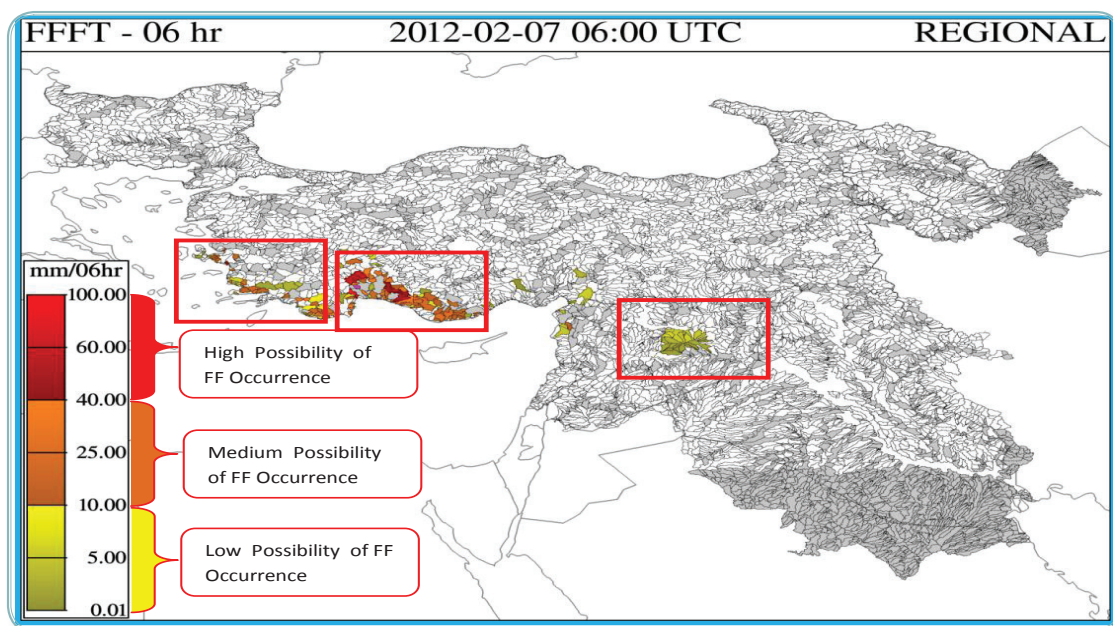 FFFT - 06 hr 2012-02-07 06:00 UTC REGIONAL
mm/06hr
100.00
60.00
40.00
25.00
10.00
5.00
0.01
High Possibility of
FF Occurrence
Medium Possibility
of FF Occurrence
Low Possibility of FF
Occurrence